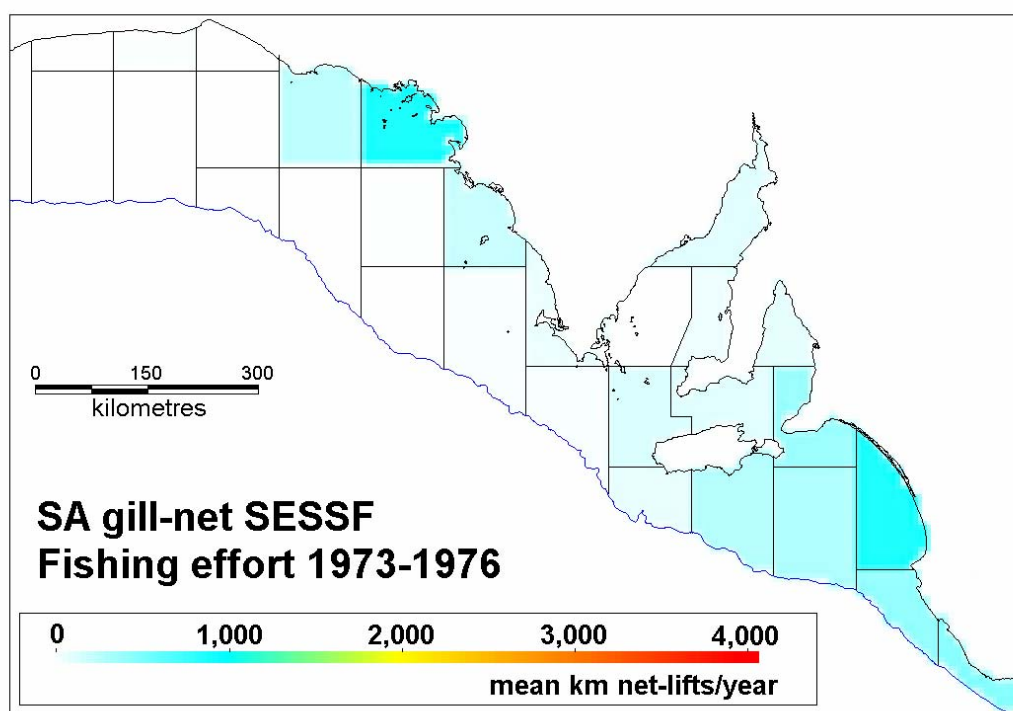 0 150 300
kilometres
SA gill-net SESSF
Fishing effort 1973-1976
0 1,000 2,000 3,000 4,000
mean km net-lifts/year